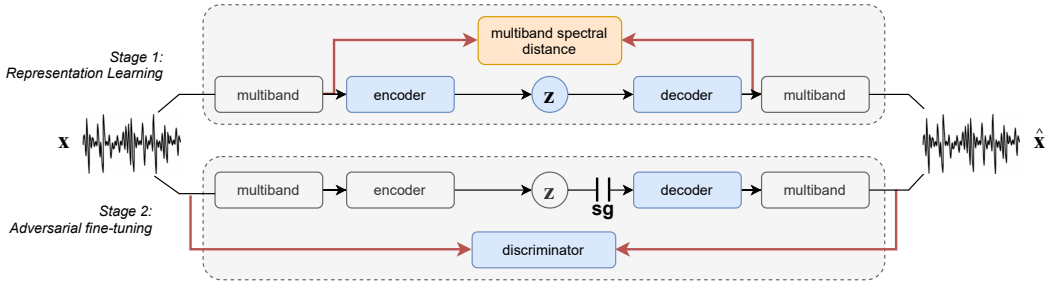 Stage 1:
Representation Learning
multiband spectral
distance
multiband
encoder
z
decoder
multiband
x
x̂
multiband
encoder
z
sg
decoder
multiband
Stage 2:
Adversarial fine-tuning
discriminator